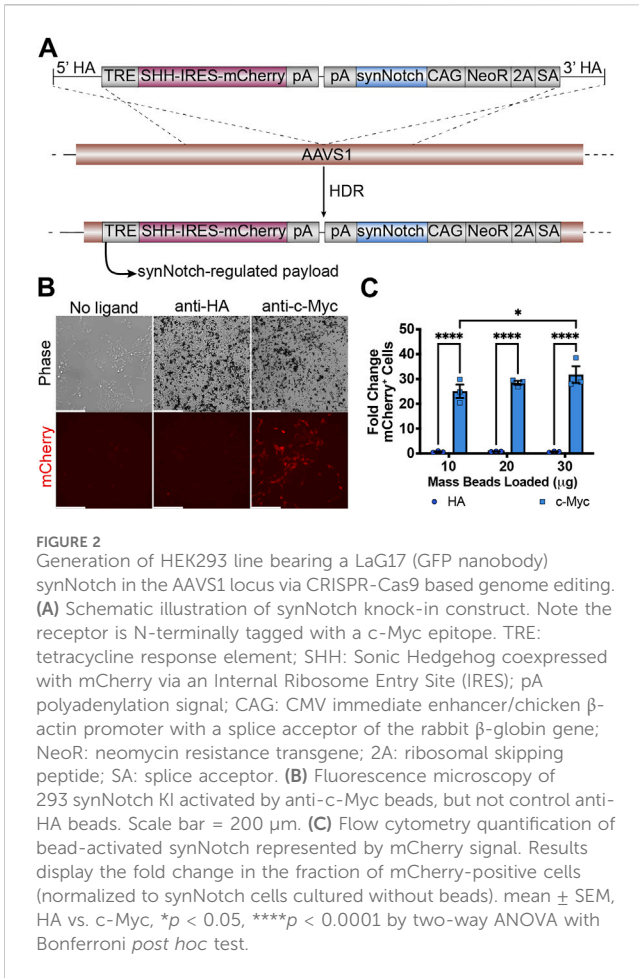 A
5' HA
3' HA
TRE SHH-IRES-mCherry pA pA synNotch CAG NeoR 2A SA
AAVS1
HDR
TRE SHH-IRES-mCherry pA pA synNotch CAG NeoR 2A SA
synNotch-regulated payload
B
No ligand anti-HA anti-c-Myc
Phase
mCherry
C
*
**** **** ****
Fold Change
mCherry+ Cells
50
40
30
20
10
0
10 20 30
Mass Beads Loaded (µg)
HA c-Myc
FIGURE 2
Generation of HEK293 line bearing a LaG17 (GFP nanobody)
synNotch in the AAVS1 locus via CRISPR-Cas9 based genome editing.
(A) Schematic illustration of synNotch knock-in construct. Note the
receptor is N-terminally tagged with a c-Myc epitope. TRE:
tetracycline response element; SHH: Sonic Hedgehog coexpressed
with mCherry via an Internal Ribosome Entry Site (IRES); pA
polyadenylation signal; CAG: CMV immediate enhancer/chicken β-
actin promoter with a splice acceptor of the rabbit β-globin gene;
NeoR: neomycin resistance transgene; 2A: ribosomal skipping
peptide; SA: splice acceptor. (B) Fluorescence microscopy of
293 synNotch KI activated by anti-c-Myc beads, but not control anti-
HA beads. Scale bar = 200 µm. (C) Flow cytometry quantification of
bead-activated synNotch represented by mCherry signal. Results
display the fold change in the fraction of mCherry-positive cells
(normalized to synNotch cells cultured without beads). mean ± SEM,
HA vs. c-Myc, *p < 0.05, ****p < 0.0001 by two-way ANOVA with
Bonferroni post hoc test.